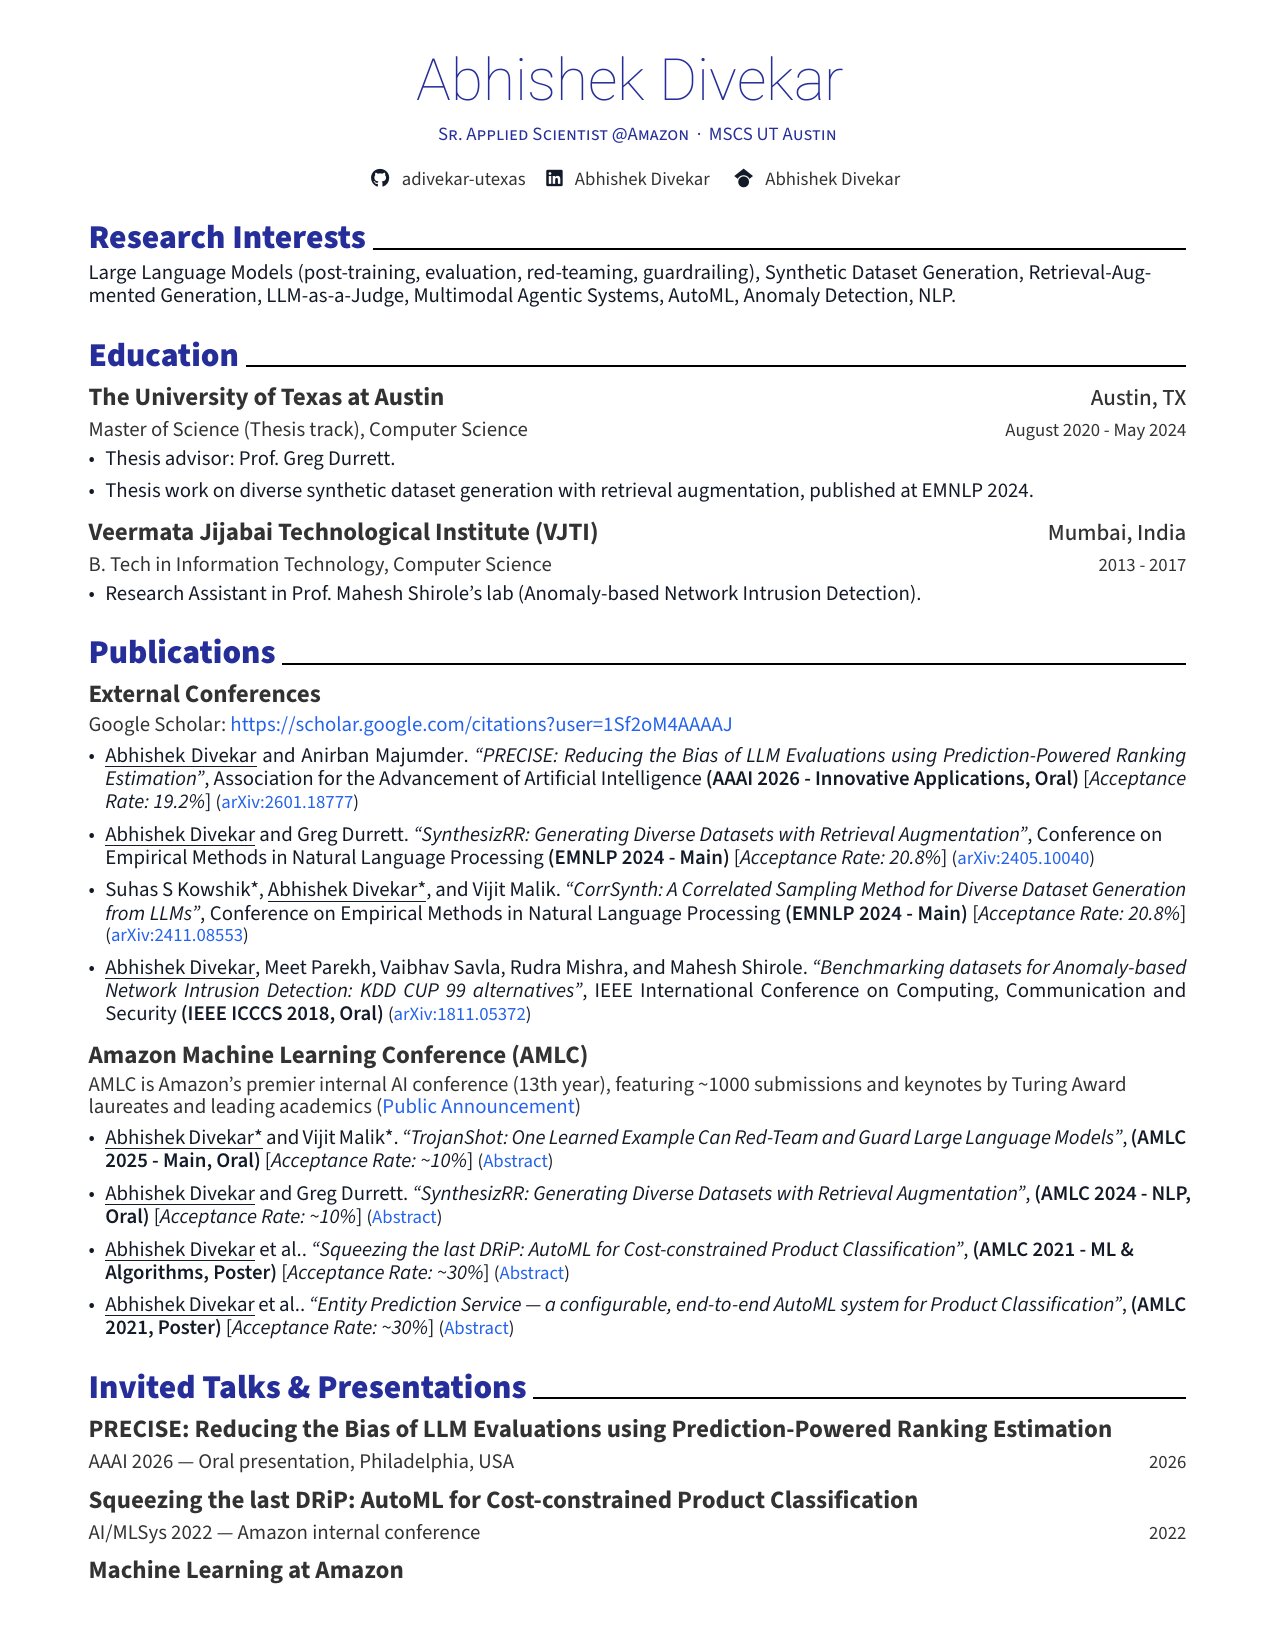 Abhishek Divekar
Sr. Applied Scientist @Amazon · MSCS UT Austin
adivekar-utexas Abhishek Divekar Abhishek Divekar
Research Interests
Large Language Models (post-training, evaluation, red-teaming, guardrailing), Synthetic Dataset Generation, Retrieval-Aug-
mented Generation, LLM-as-a-Judge, Multimodal Agentic Systems, AutoML, Anomaly Detection, NLP.
Education
The University of Texas at Austin Austin, TX
Master of Science (Thesis track), Computer Science August 2020 - May 2024
• Thesis advisor: Prof. Greg Durrett.
• Thesis work on diverse synthetic dataset generation with retrieval augmentation, published at EMNLP 2024.
Veermata Jijabai Technological Institute (VJTI) Mumbai, India
B. Tech in Information Technology, Computer Science 2013 - 2017
• Research Assistant in Prof. Mahesh Shirole’s lab (Anomaly-based Network Intrusion Detection).
Publications
External Conferences
Google Scholar: https://scholar.google.com/citations?user=1Sf2oM4AAAAJ
• Abhishek Divekar and Anirban Majumder. “PRECISE: Reducing the Bias of LLM Evaluations using Prediction-Powered Ranking
Estimation”, Association for the Advancement of Artificial Intelligence (AAAI 2026 - Innovative Applications, Oral) [Acceptance
Rate: 19.2%] (arXiv:2601.18777)
• Abhishek Divekar and Greg Durrett. “SynthesizRR: Generating Diverse Datasets with Retrieval Augmentation”, Conference on
Empirical Methods in Natural Language Processing (EMNLP 2024 - Main) [Acceptance Rate: 20.8%] (arXiv:2405.10040)
• Suhas S Kowshik*, Abhishek Divekar*, and Vijit Malik. “CorrSynth: A Correlated Sampling Method for Diverse Dataset Generation
from LLMs”, Conference on Empirical Methods in Natural Language Processing (EMNLP 2024 - Main) [Acceptance Rate: 20.8%]
(arXiv:2411.08553)
• Abhishek Divekar, Meet Parekh, Vaibhav Savla, Rudra Mishra, and Mahesh Shirole. “Benchmarking datasets for Anomaly-based
Network Intrusion Detection: KDD CUP 99 alternatives”, IEEE International Conference on Computing, Communication and
Security (IEEE ICCCS 2018, Oral) (arXiv:1811.05372)
Amazon Machine Learning Conference (AMLC)
AMLC is Amazon’s premier internal AI conference (13th year), featuring ~1000 submissions and keynotes by Turing Award
laureates and leading academics (Public Announcement)
• Abhishek Divekar* and Vijit Malik*. “TrojanShot: One Learned Example Can Red-Team and Guard Large Language Models”, (AMLC
2025 - Main, Oral) [Acceptance Rate: ~10%] (Abstract)
• Abhishek Divekar and Greg Durrett. “SynthesizRR: Generating Diverse Datasets with Retrieval Augmentation”, (AMLC 2024 - NLP,
Oral) [Acceptance Rate: ~10%] (Abstract)
• Abhishek Divekar et al.. “Squeezing the last DRiP: AutoML for Cost-constrained Product Classification”, (AMLC 2021 - ML &
Algorithms, Poster) [Acceptance Rate: ~30%] (Abstract)
• Abhishek Divekar et al.. “Entity Prediction Service — a configurable, end-to-end AutoML system for Product Classification”, (AMLC
2021, Poster) [Acceptance Rate: ~30%] (Abstract)
Invited Talks & Presentations
PRECISE: Reducing the Bias of LLM Evaluations using Prediction-Powered Ranking Estimation
AAAI 2026 — Oral presentation, Philadelphia, USA 2026
Squeezing the last DRiP: AutoML for Cost-constrained Product Classification
AI/MLSys 2022 — Amazon internal conference 2022
Machine Learning at Amazon